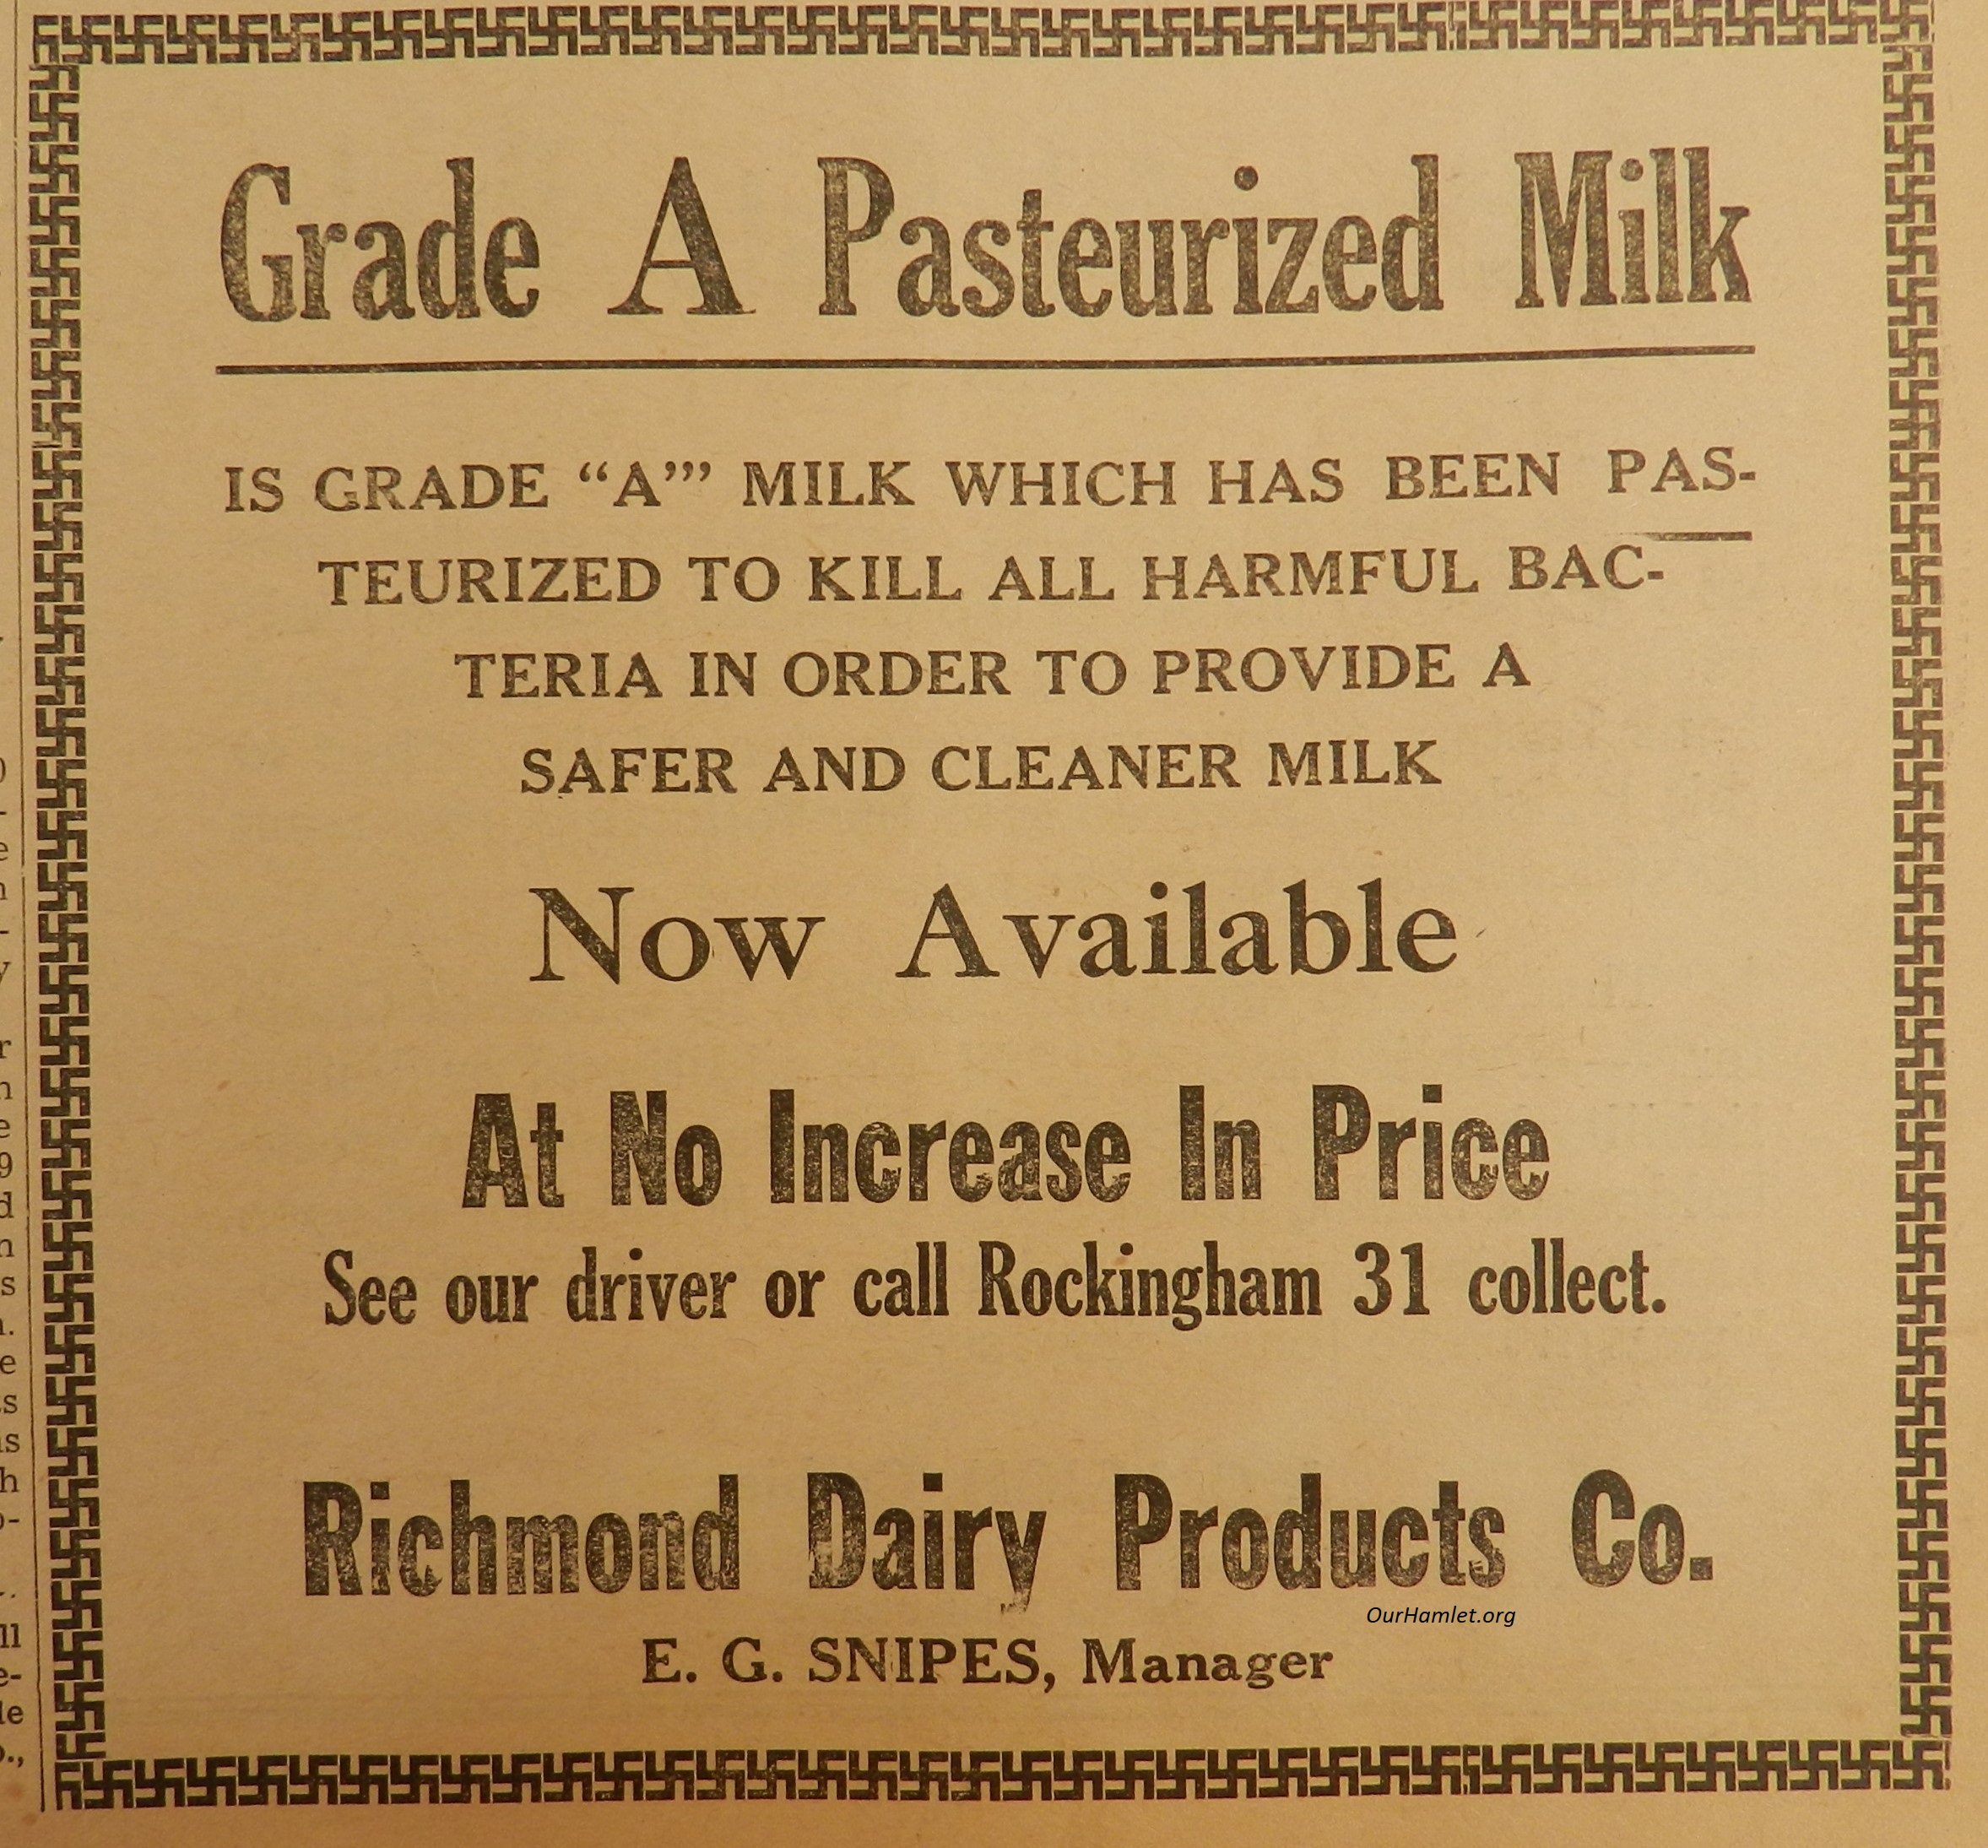 Grade A Pasteurized Milk
IS GRADE “A”’ MILK WHICH HAS BEEN PAS-
TEURIZED TO KILL ALL HARMFUL BAC-
TERIA IN ORDER TO PROVIDE A
SAFER AND CLEANER MILK
Now Available
At No Increase In Price
See our driver or call Rockingham 31 collect.
Richmond Dairy Products Co.
OurHamlet.org
E. G. SNIPES, Manager